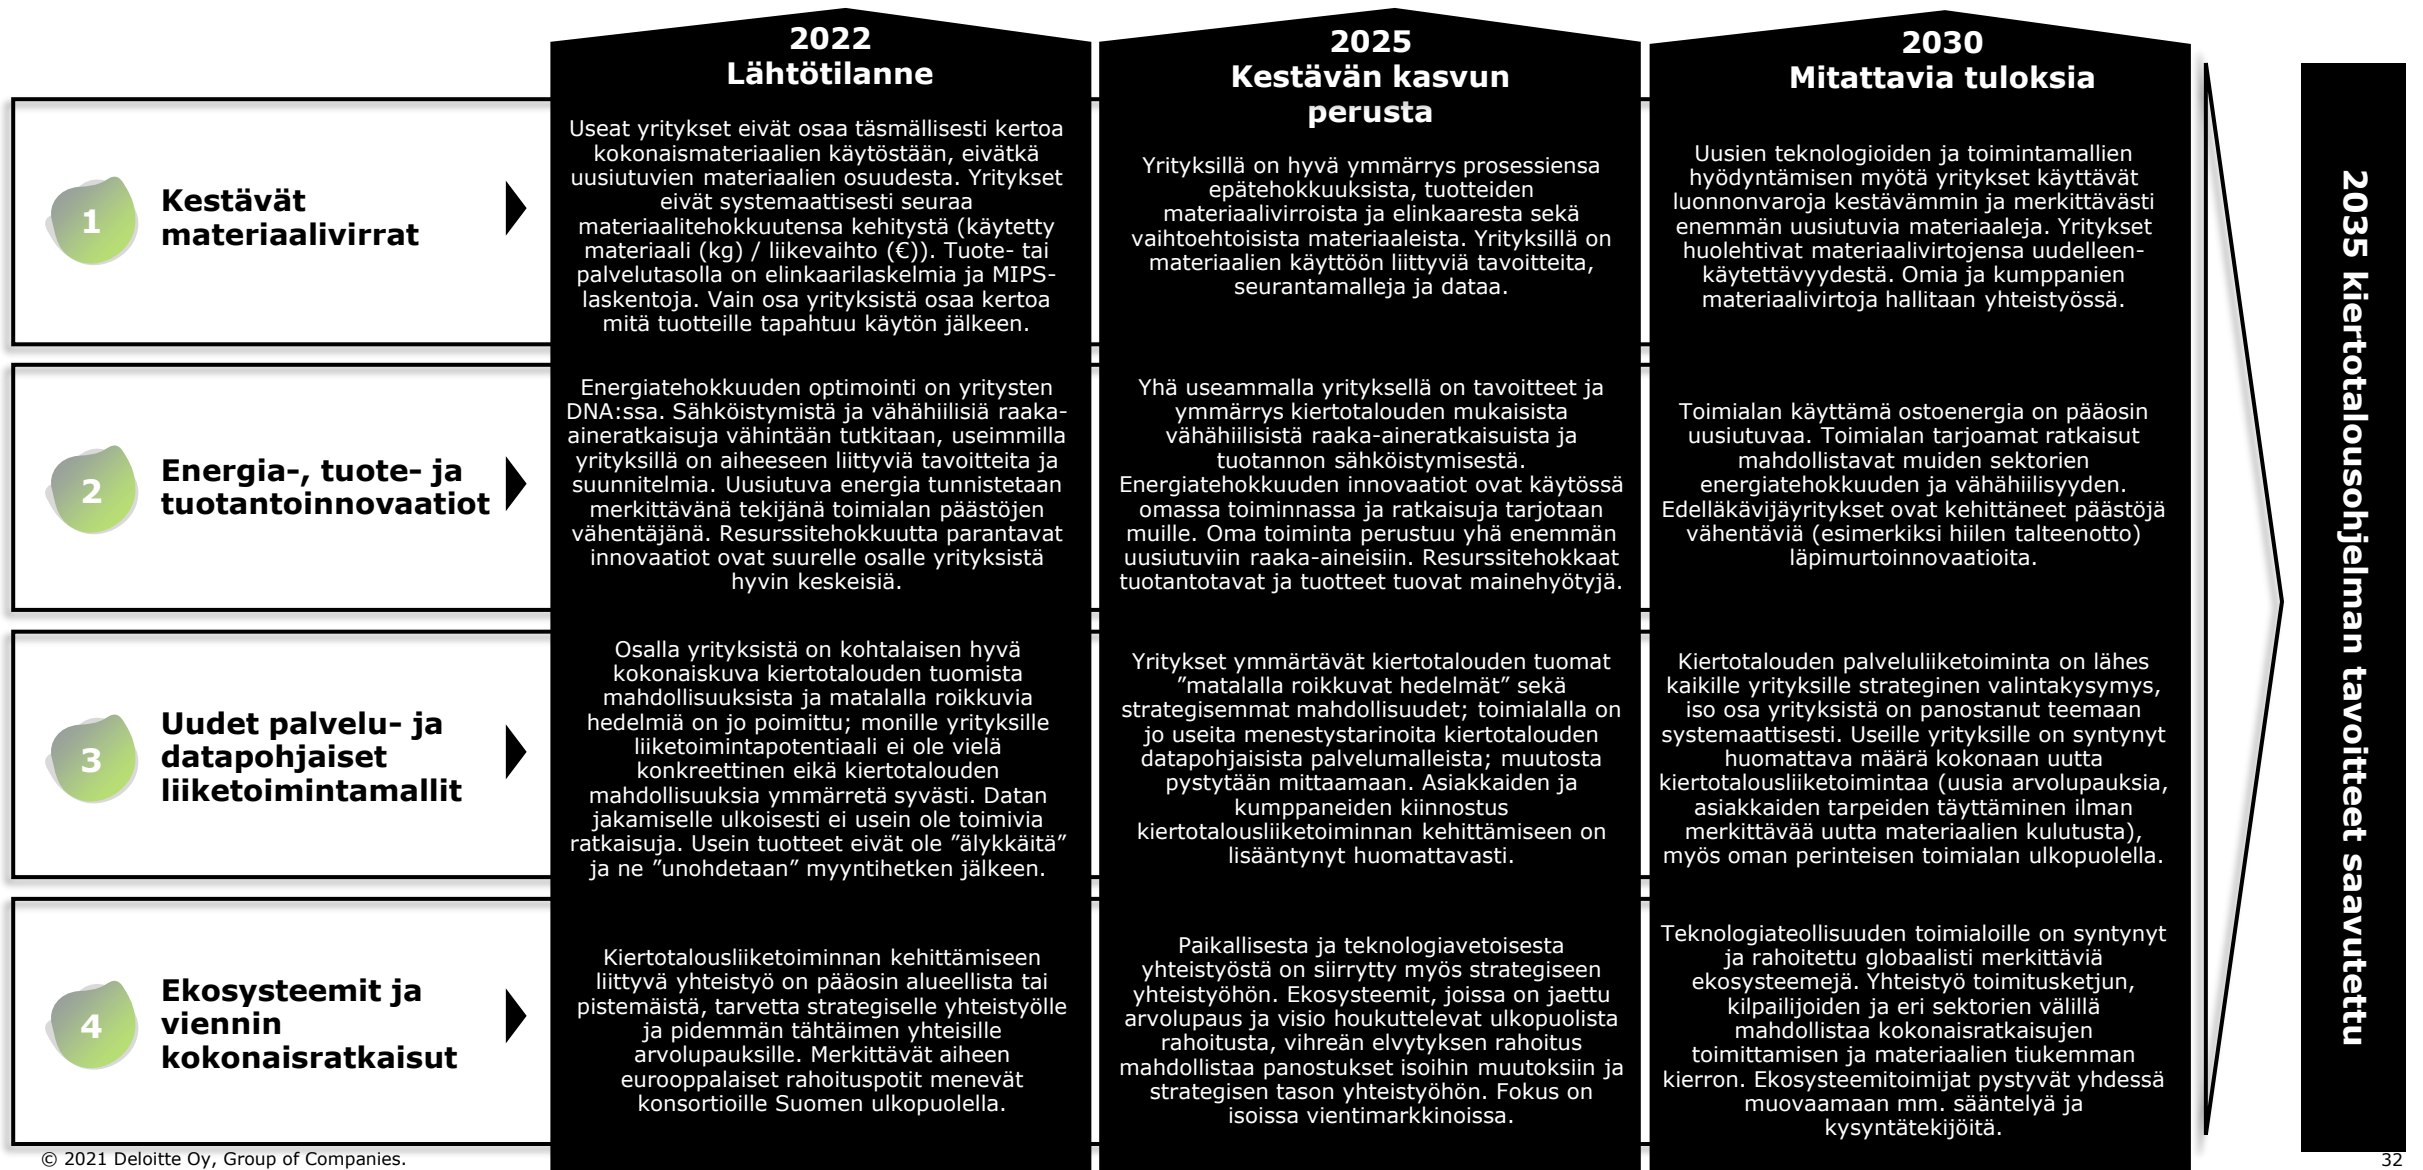 2022
Lähtötilanne
2025
Kestävän kasvun
perusta
2030
Mitattavia tuloksia
1
Kestävät
materiaalivirrat
Useat yritykset eivät osaa täsmällisesti kertoa
kokonaismateriaalien käytöstään, eivätkä
uusiutuvien materiaalien osuudesta. Yritykset
eivät systemaattisesti seuraa
materiaalitehokkuutensa kehitystä (käytetty
materiaali (kg) / liikevaihto (€)). Tuote- tai
palvelutasolla on elinkaarilaskelmia ja MIPS-
laskentoja. Vain osa yrityksistä osaa kertoa
mitä tuotteille tapahtuu käytön jälkeen.
Yrityksillä on hyvä ymmärrys prosessiensa
epätehokkuuksista, tuotteiden
materiaalivirroista ja elinkaaresta sekä
vaihtoehtoisista materiaaleista. Yrityksillä on
materiaalien käyttöön liittyviä tavoitteita,
seurantamalleja ja dataa.
Uusien teknologioiden ja toimintamallien
hyödyntämisen myötä yritykset käyttävät
luonnonvaroja kestävämmin ja merkittävästi
enemmän uusiutuvia materiaaleja. Yritykset
huolehtivat materiaalivirtojensa uudelleen-
käytettävyydestä. Omia ja kumppanien
materiaalivirtoja hallitaan yhteistyössä.
2
Energia-, tuote- ja
tuotantoinnovaatiot
Energiatehokkuuden optimointi on yritysten
DNA:ssa. Sähköistymistä ja vähähiilisiä raaka-
aineratkaisuja vähintään tutkitaan, useimmilla
yrityksillä on aiheeseen liittyviä tavoitteita ja
suunnitelmia. Uusiutuva energia tunnistetaan
merkittävänä tekijänä toimialan päästöjen
vähentäjänä. Resurssitehokkuutta parantavat
innovaatiot ovat suurelle osalle yrityksistä
hyvin keskeisiä.
Yhä useammalla yrityksellä on tavoitteet ja
ymmärrys kiertotalouden mukaisista
vähähiilisistä raaka-aineratkaisuista ja
tuotannon sähköistymisestä.
Energiatehokkuuden innovaatiot ovat käytössä
omassa toiminnassa ja ratkaisuja tarjotaan
muille. Oma toiminta perustuu yhä enemmän
uusiutuviin raaka-aineisiin. Resurssitehokkaat
tuotantotavat ja tuotteet tuovat mainehyötyjä.
Toimialan käyttämä ostoenergia on pääosin
uusiutuvaa. Toimialan tarjoamat ratkaisut
mahdollistavat muiden sektorien
energiatehokkuuden ja vähähiilisyyden.
Edelläkävijäyritykset ovat kehittäneet päästöjä
vähentäviä (esimerkiksi hiilen talteenotto)
läpimurtoinnovaatioita.
3
Uudet palvelu- ja
datapohjaiset
liiketoimintamallit
Osalla yrityksistä on kohtalaisen hyvä
kokonaiskuva kiertotalouden tuomista
mahdollisuuksista ja matalalla roikkuvia
hedelmiä on jo poimittu; monille yrityksille
liiketoimintapotentiaali ei ole vielä
konkreettinen eikä kiertotalouden
mahdollisuuksia ymmärretä syvästi. Datan
jakamiselle ulkoisesti ei usein ole toimivia
ratkaisuja. Usein tuotteet eivät ole ”älykkäitä”
ja ne ”unohdetaan” myyntihetken jälkeen.
Yritykset ymmärtävät kiertotalouden tuomat
”matalalla roikkuvat hedelmät” sekä
strategisemmat mahdollisuudet; toimialalla on
jo useita menestystarinoita kiertotalouden
datapohjaisista palvelumalleista; muutosta
pystytään mittaamaan. Asiakkaiden ja
kumppaneiden kiinnostus
kiertotalousliiketoiminnan kehittämiseen on
lisääntynyt huomattavasti.
Kiertotalouden palveluliiketoiminta on lähes
kaikille yrityksille strateginen valintakysymys,
iso osa yrityksistä on panostanut teemaan
systemaattisesti. Useille yrityksille on syntynyt
huomattava määrä kokonaan uutta
kiertotalousliiketoimintaa (uusia arvolupauksia,
asiakkaiden tarpeiden täyttäminen ilman
merkittävää uutta materiaalien kulutusta),
myös oman perinteisen toimialan ulkopuolella.
4
Ekosysteemit ja
viennin
kokonaisratkaisut
Kiertotalousliiketoiminnan kehittämiseen
liittyvä yhteistyö on pääosin alueellista tai
pistemäistä, tarvetta strategiselle yhteistyölle
ja pidemmän tähtäimen yhteisille
arvolupauksille. Merkittävät aiheen
eurooppalaiset rahoituspotit menevät
konsortioille Suomen ulkopuolella.
Paikallisesta ja teknologiavetoisesta
yhteistyöstä on siirrytty myös strategiseen
yhteistyöhön. Ekosysteemit, joissa on jaettu
arvolupaus ja visio houkuttelevat ulkopuolista
rahoitusta, vihreän elvytyksen rahoitus
mahdollistaa panostukset isoihin muutoksiin ja
strategisen tason yhteistyöhön. Fokus on
isoissa vientimarkkinoissa.
Teknologiateollisuuden toimialoille on syntynyt
ja rahoitettu globaalisti merkittäviä
ekosysteemejä. Yhteistyö toimitusketjun,
kilpailijoiden ja eri sektorien välillä
mahdollistaa kokonaisratkaisujen
toimittamisen ja materiaalien tiukemman
kierron. Ekosysteemitoimijat pystyvät yhdessä
muovaamaan mm. sääntelyä ja
kysyntätekijöitä.
2035 kiertotalousohjelman tavoitteet saavutettu
© 2021 Deloitte Oy, Group of Companies.
32